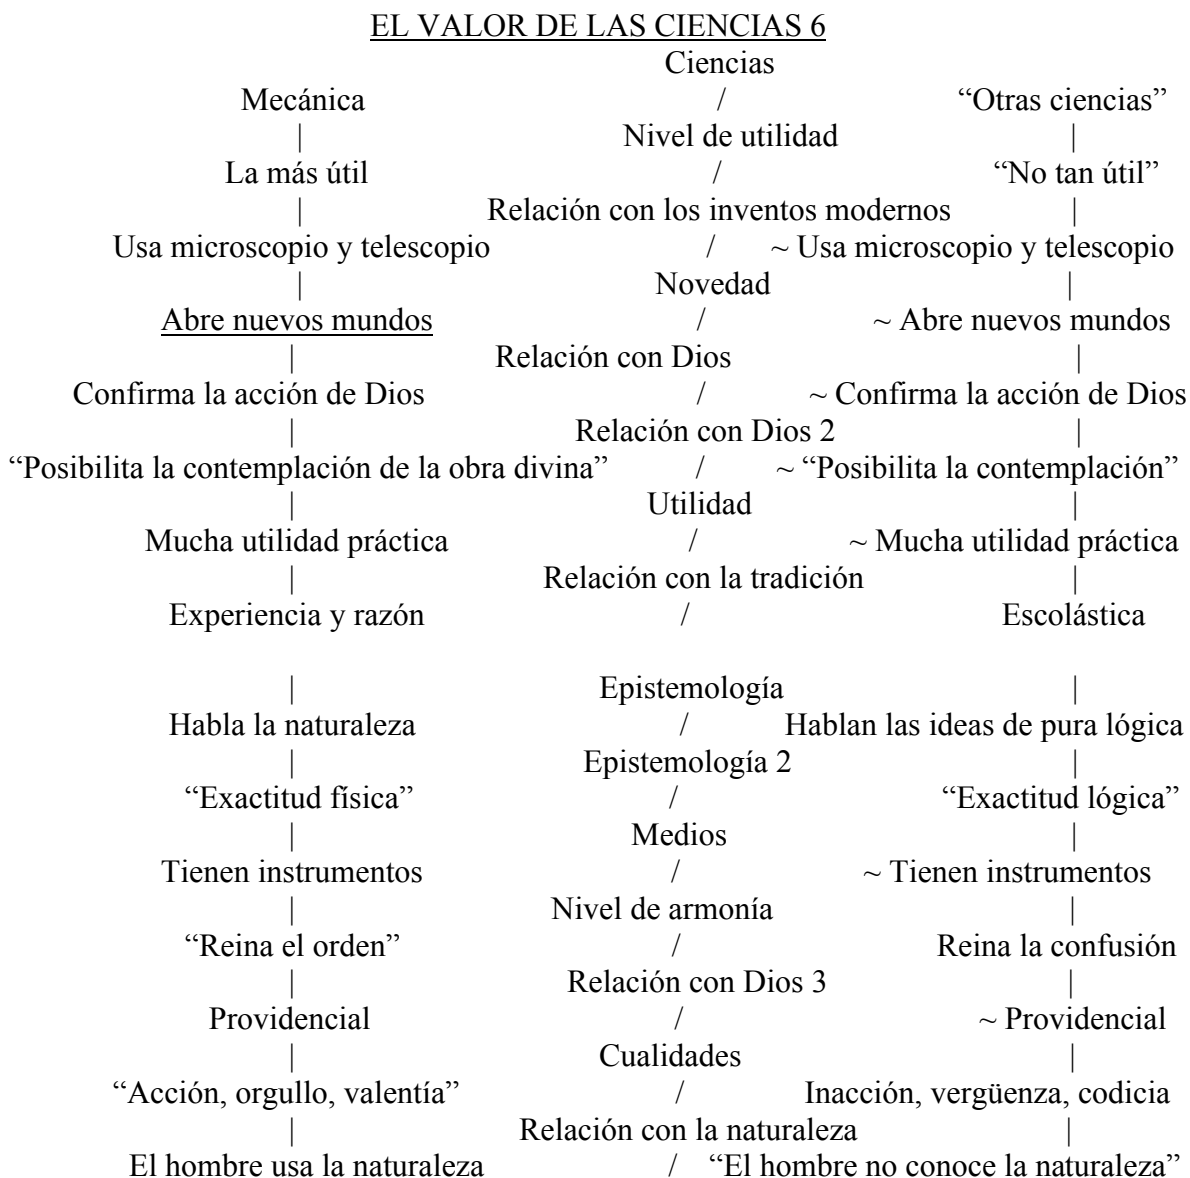 EL VALOR DE LAS CIENCIAS 6
Ciencias
Mecánica / “Otras ciencias”
| Nivel de utilidad |
La más útil / “No tan útil”
| Relación con los inventos modernos |
Usa microscopio y telescopio / ~ Usa microscopio y telescopio
| Novedad |
Abre nuevos mundos / ~ Abre nuevos mundos
| Relación con Dios |
Confirma la acción de Dios / ~ Confirma la acción de Dios
| Relación con Dios 2 |
“Posibilita la contemplación de la obra divina” / ~ “Posibilita la contemplación”
| Utilidad |
Mucha utilidad práctica / ~ Mucha utilidad práctica
| Relación con la tradición |
Experiencia y razón / Escolástica
| Epistemología |
Habla la naturaleza / Hablan las ideas de pura lógica
| Epistemología 2 |
“Exactitud física” / “Exactitud lógica”
| Medios |
Tienen instrumentos / ~ Tienen instrumentos
| Nivel de armonía |
“Reina el orden” / Reina la confusión
| Relación con Dios 3 |
Providencial / ~ Providencial
| Cualidades |
“Acción, orgullo, valentía” / Inacción, vergüenza, codicia
| Relación con la naturaleza |
El hombre usa la naturaleza / “El hombre no conoce la naturaleza”